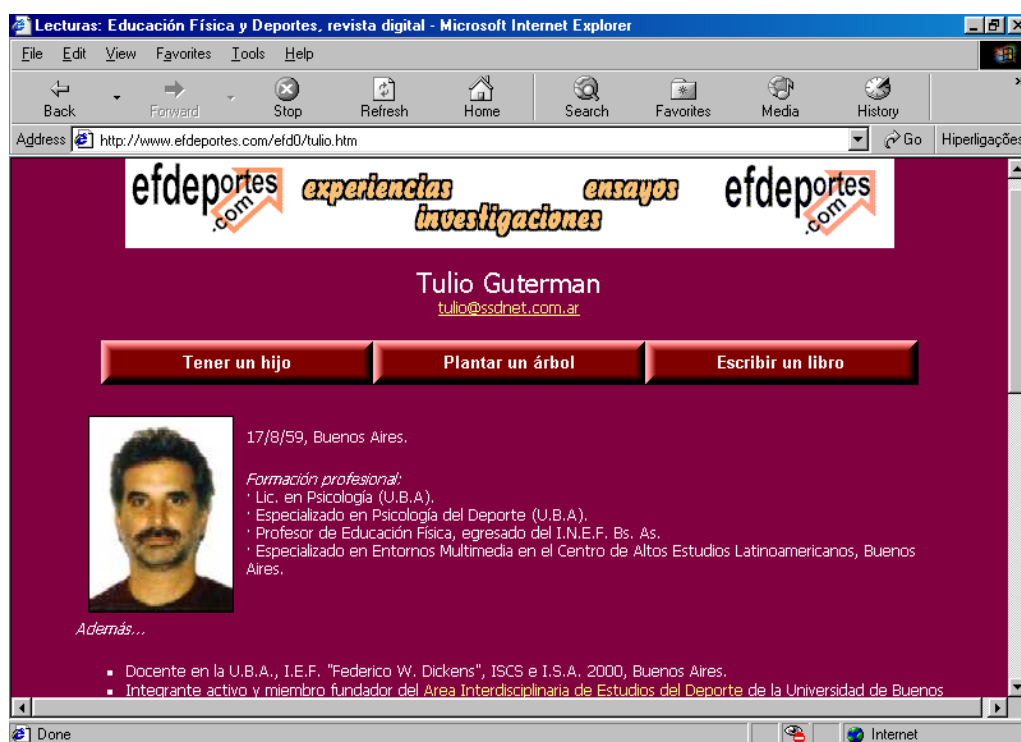 Lecturas: Educación Física y Deportes, revista digital - Microsoft Internet Explorer
File Edit View Favorites Tools Help
Back Forward Stop Refresh Home Search Favorites Media History »
Address http://www.efdeportes.com/efd0/tulio.htm Go Hiperligações
efdeportes .com experiencias ensayos investigaciones efdeportes .com
Tulio Guterman
tulio@ssdnet.com.ar
Tener un hijo Plantar un árbol Escribir un libro
17/8/59, Buenos Aires.
Formación profesional:
· Lic. en Psicología (U.B.A).
· Especializado en Psicología del Deporte (U.B.A).
· Profesor de Educación Física, egresado del I.N.E.F. Bs. As.
· Especializado en Entornos Multimedia en el Centro de Altos Estudios Latinoamericanos, Buenos
Aires.
Además...
▪ Docente en la U.B.A., I.E.F. "Federico W. Dickens", ISCS e I.S.A. 2000, Buenos Aires.
▪ Integrante activo y miembro fundador del Area Interdisciplinaria de Estudios del Deporte de la Universidad de Buenos
Done Internet